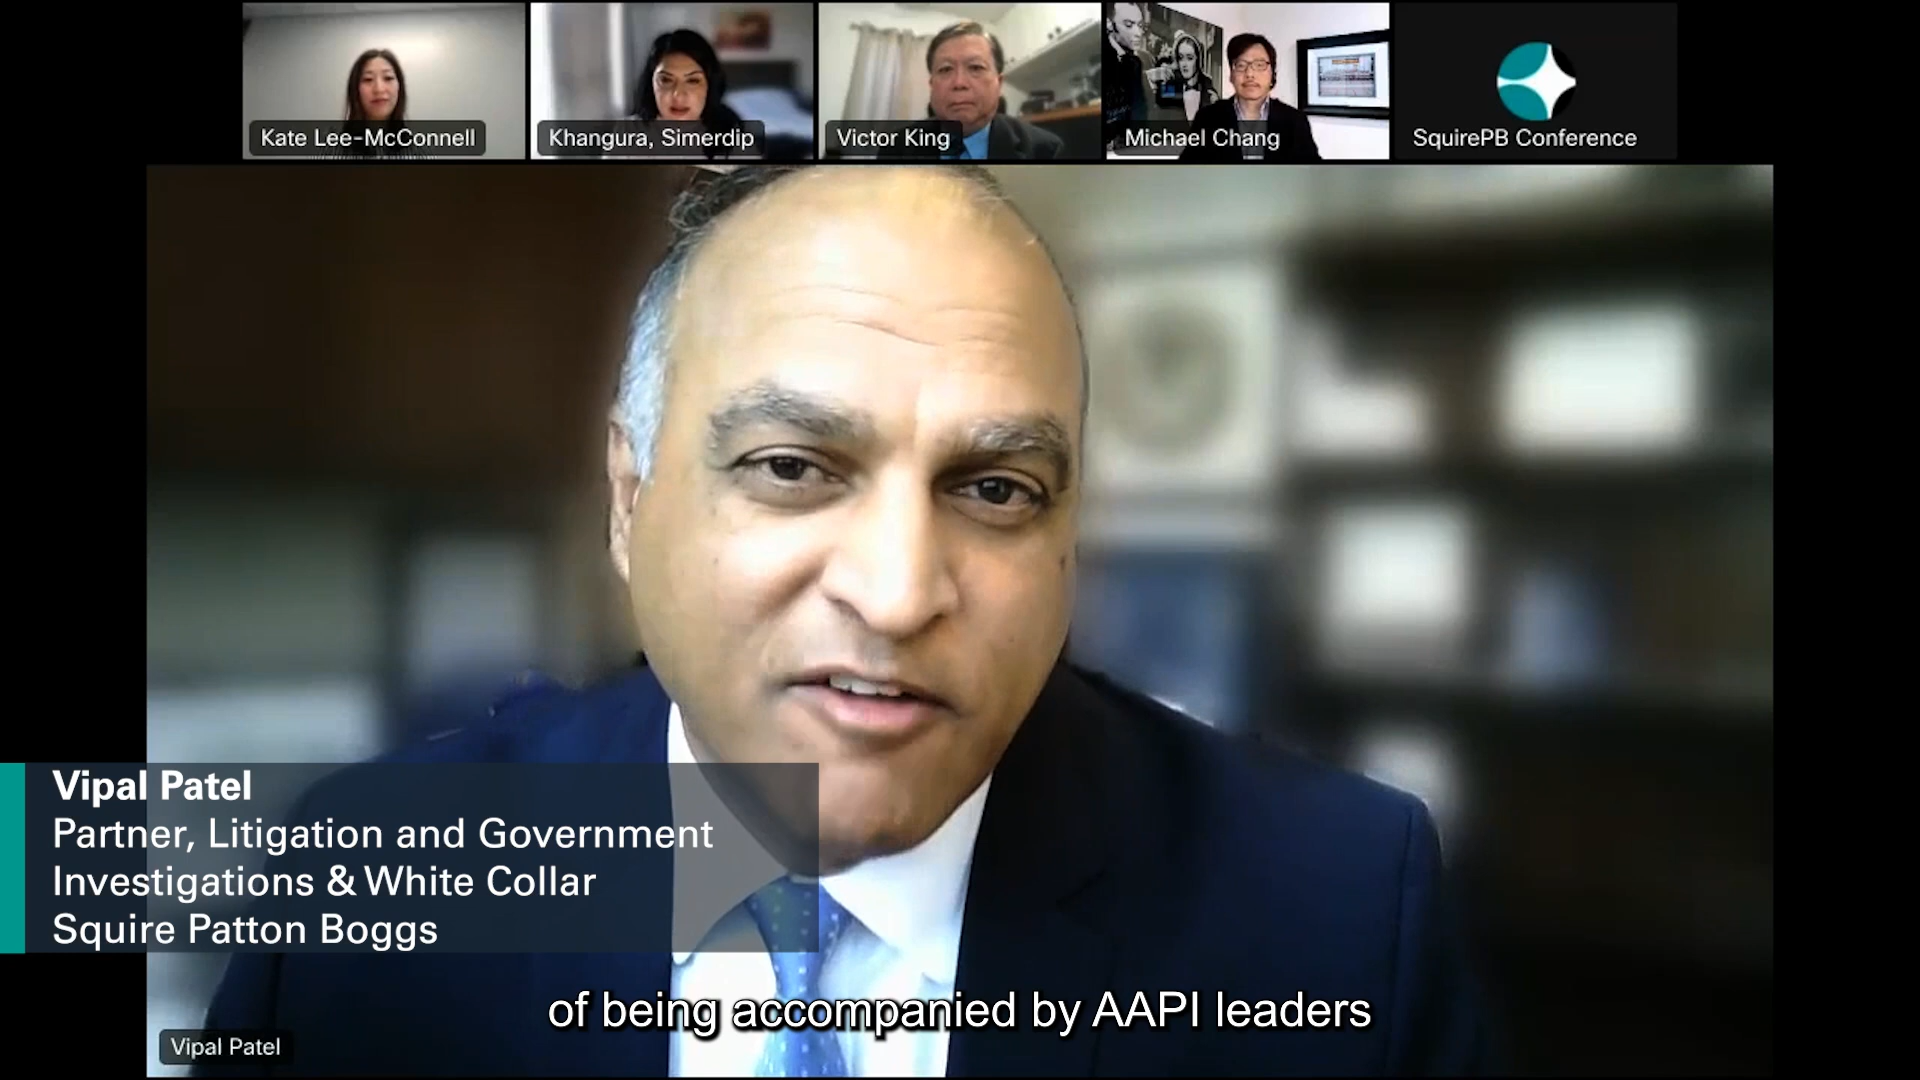 Kate Lee-McConnell
Khangura, Simerdip
Victor King
Michael Chang
SquirePB Conference
Vipal Patel
Partner, Litigation and Government
Investigations & White Collar
Squire Patton Boggs
of being accompanied by AAPI leaders
Vipal Patel